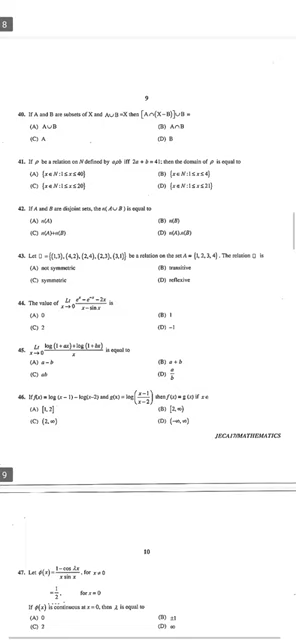 8
9
40. If A and B are subsets of X and A∪B =X then [A∩(X−B)]∪B =
(A) A∪B (B) A∩B
(C) A (D) B
41. If ρ be a relation on N defined by aρb iff 2a + b = 41; then the domain of ρ is equal to
(A) {x∈N:1≤x≤40} (B) {x∈N:1≤x≤4}
(C) {x∈N:1≤x≤20} (D) {x∈N:1≤x≤21}
42. If A and B are disjoint sets, the n(A∪B) is equal to
(A) n(A) (B) n(B)
(C) n(A)+n(B) (D) n(A).n(B)
43. Let □ ={(1,3),(4,2),(2,4),(2,3),(3,1)} be a relation on the set A = {1, 2, 3, 4}. The relation □ is
(A) not symmetric (B) transitive
(C) symmetric (D) reflexive
44. The value of Lt x→0 (e^x − e^−x − 2x)/(x − sin x) is
(A) 0 (B) 1
(C) 2 (D) −1
45. Lt x→0 (log(1+ax)+log(1+bx))/x is equal to
(A) a − b (B) a + b
(C) ab (D) a/b
46. If f(x) = log (x − 1) − log(x−2) and g(x) = log((x−1)/(x−2)) then f(x) = g(x) if x∈
(A) [1, 2] (B) [2, ∞)
(C) (2, ∞) (D) (−∞, ∞)
JECA17/MATHEMATICS
9
10
47. Let ϕ(x) = (1−cos λx)/(x sin x), for x≠0
= 1/2, for x = 0
If ϕ(x) is continuous at x = 0, then λ is equal to
(A) 0 (B) ±1
(C) 2 (D) ∞